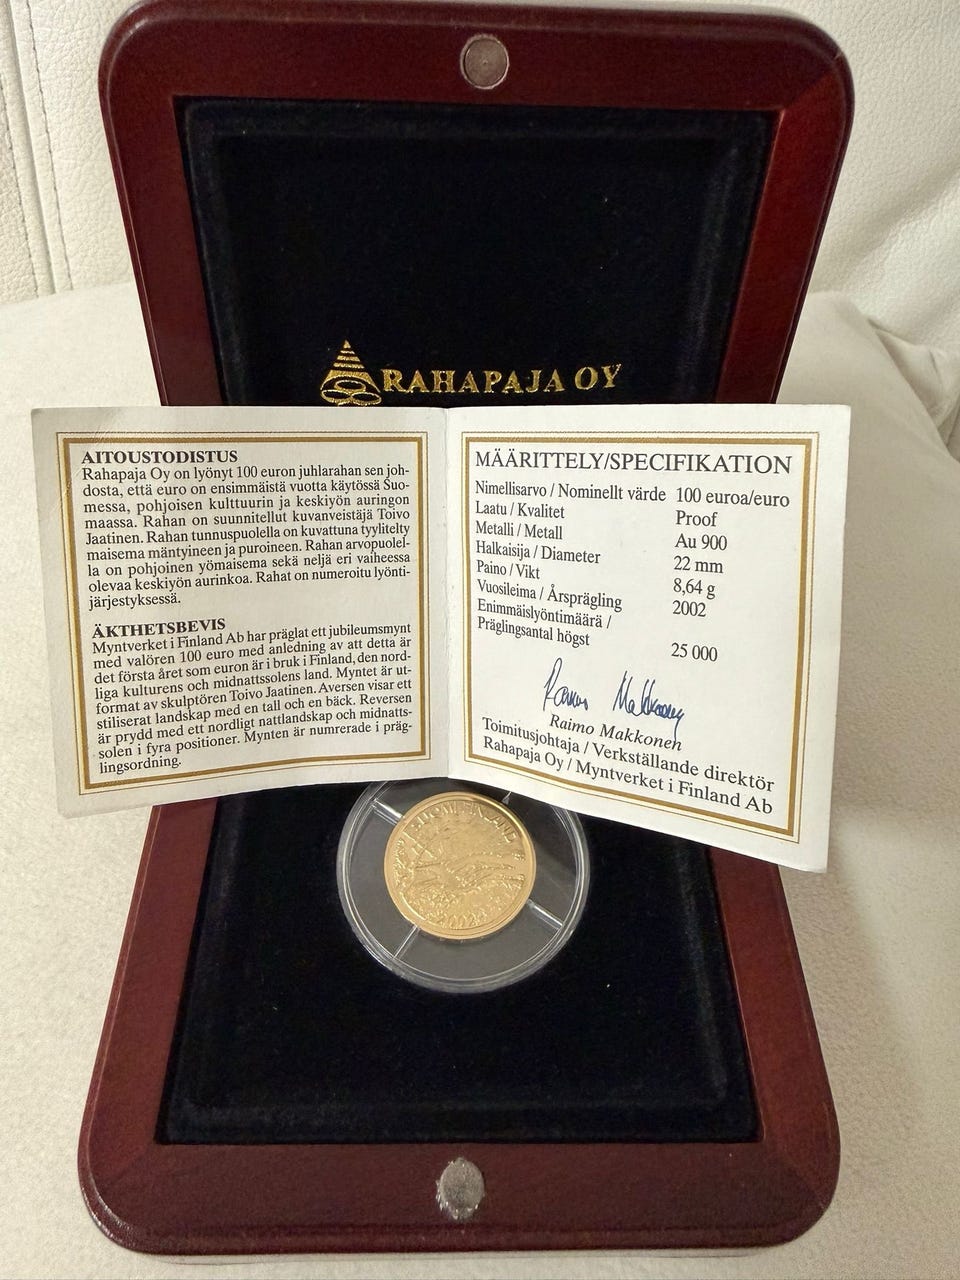 RAHAPAJA OY
AITOUSTODISTUS
Rahapaja Oy on lyönyt 100 euron juhlarahan sen joh-
dosta, että euro on ensimmäistä vuotta käytössä Suo-
messa, pohjoisen kulttuurin ja keskiyön auringon
maassa. Rahan on suunnitellut kuvanveistäjä Toivo
Jaatinen. Rahan tunnuspuolella on kuvattuna tyylitelty
maisema mäntyineen ja puroineen. Rahan arvopuolel-
la on pohjoinen yömaisema sekä neljä eri vaiheessa
olevaa keskiyön aurinkoa. Rahat on numeroitu lyönti-
järjestyksessä.
ÄKTHETSBEVIS
Myntverket i Finland Ab har präglat ett jubileumsmynt
med valören 100 euro med anledning av att detta är
det första året som euron är i bruk i Finland, den nord-
liga kulturens och midnattssolens land. Myntet är ut-
format av skulptören Toivo Jaatinen. Aversen visar ett
stiliserat landskap med en tall och en bäck. Reversen
är prydd med ett nordligt nattlandskap och midnatts-
solen i fyra positioner. Mynten är numrerade i präg-
lingsordning.
MÄÄRITTELY/SPECIFIKATION
Nimellisarvo / Nominellt värde 100 euroa/euro
Laatu / Kvalitet Proof
Metalli / Metall Au 900
Halkaisija / Diameter 22 mm
Paino / Vikt 8,64 g
Vuosileima / Årsprägling 2002
Enimmäislyöntimäärä /
Präglingsantal högst 25 000
Raimo Makkonen
Raimo Makkonen
Toimitusjohtaja / Verkställande direktör
Rahapaja Oy / Myntverket i Finland Ab
SUOMI FINLAND
2002